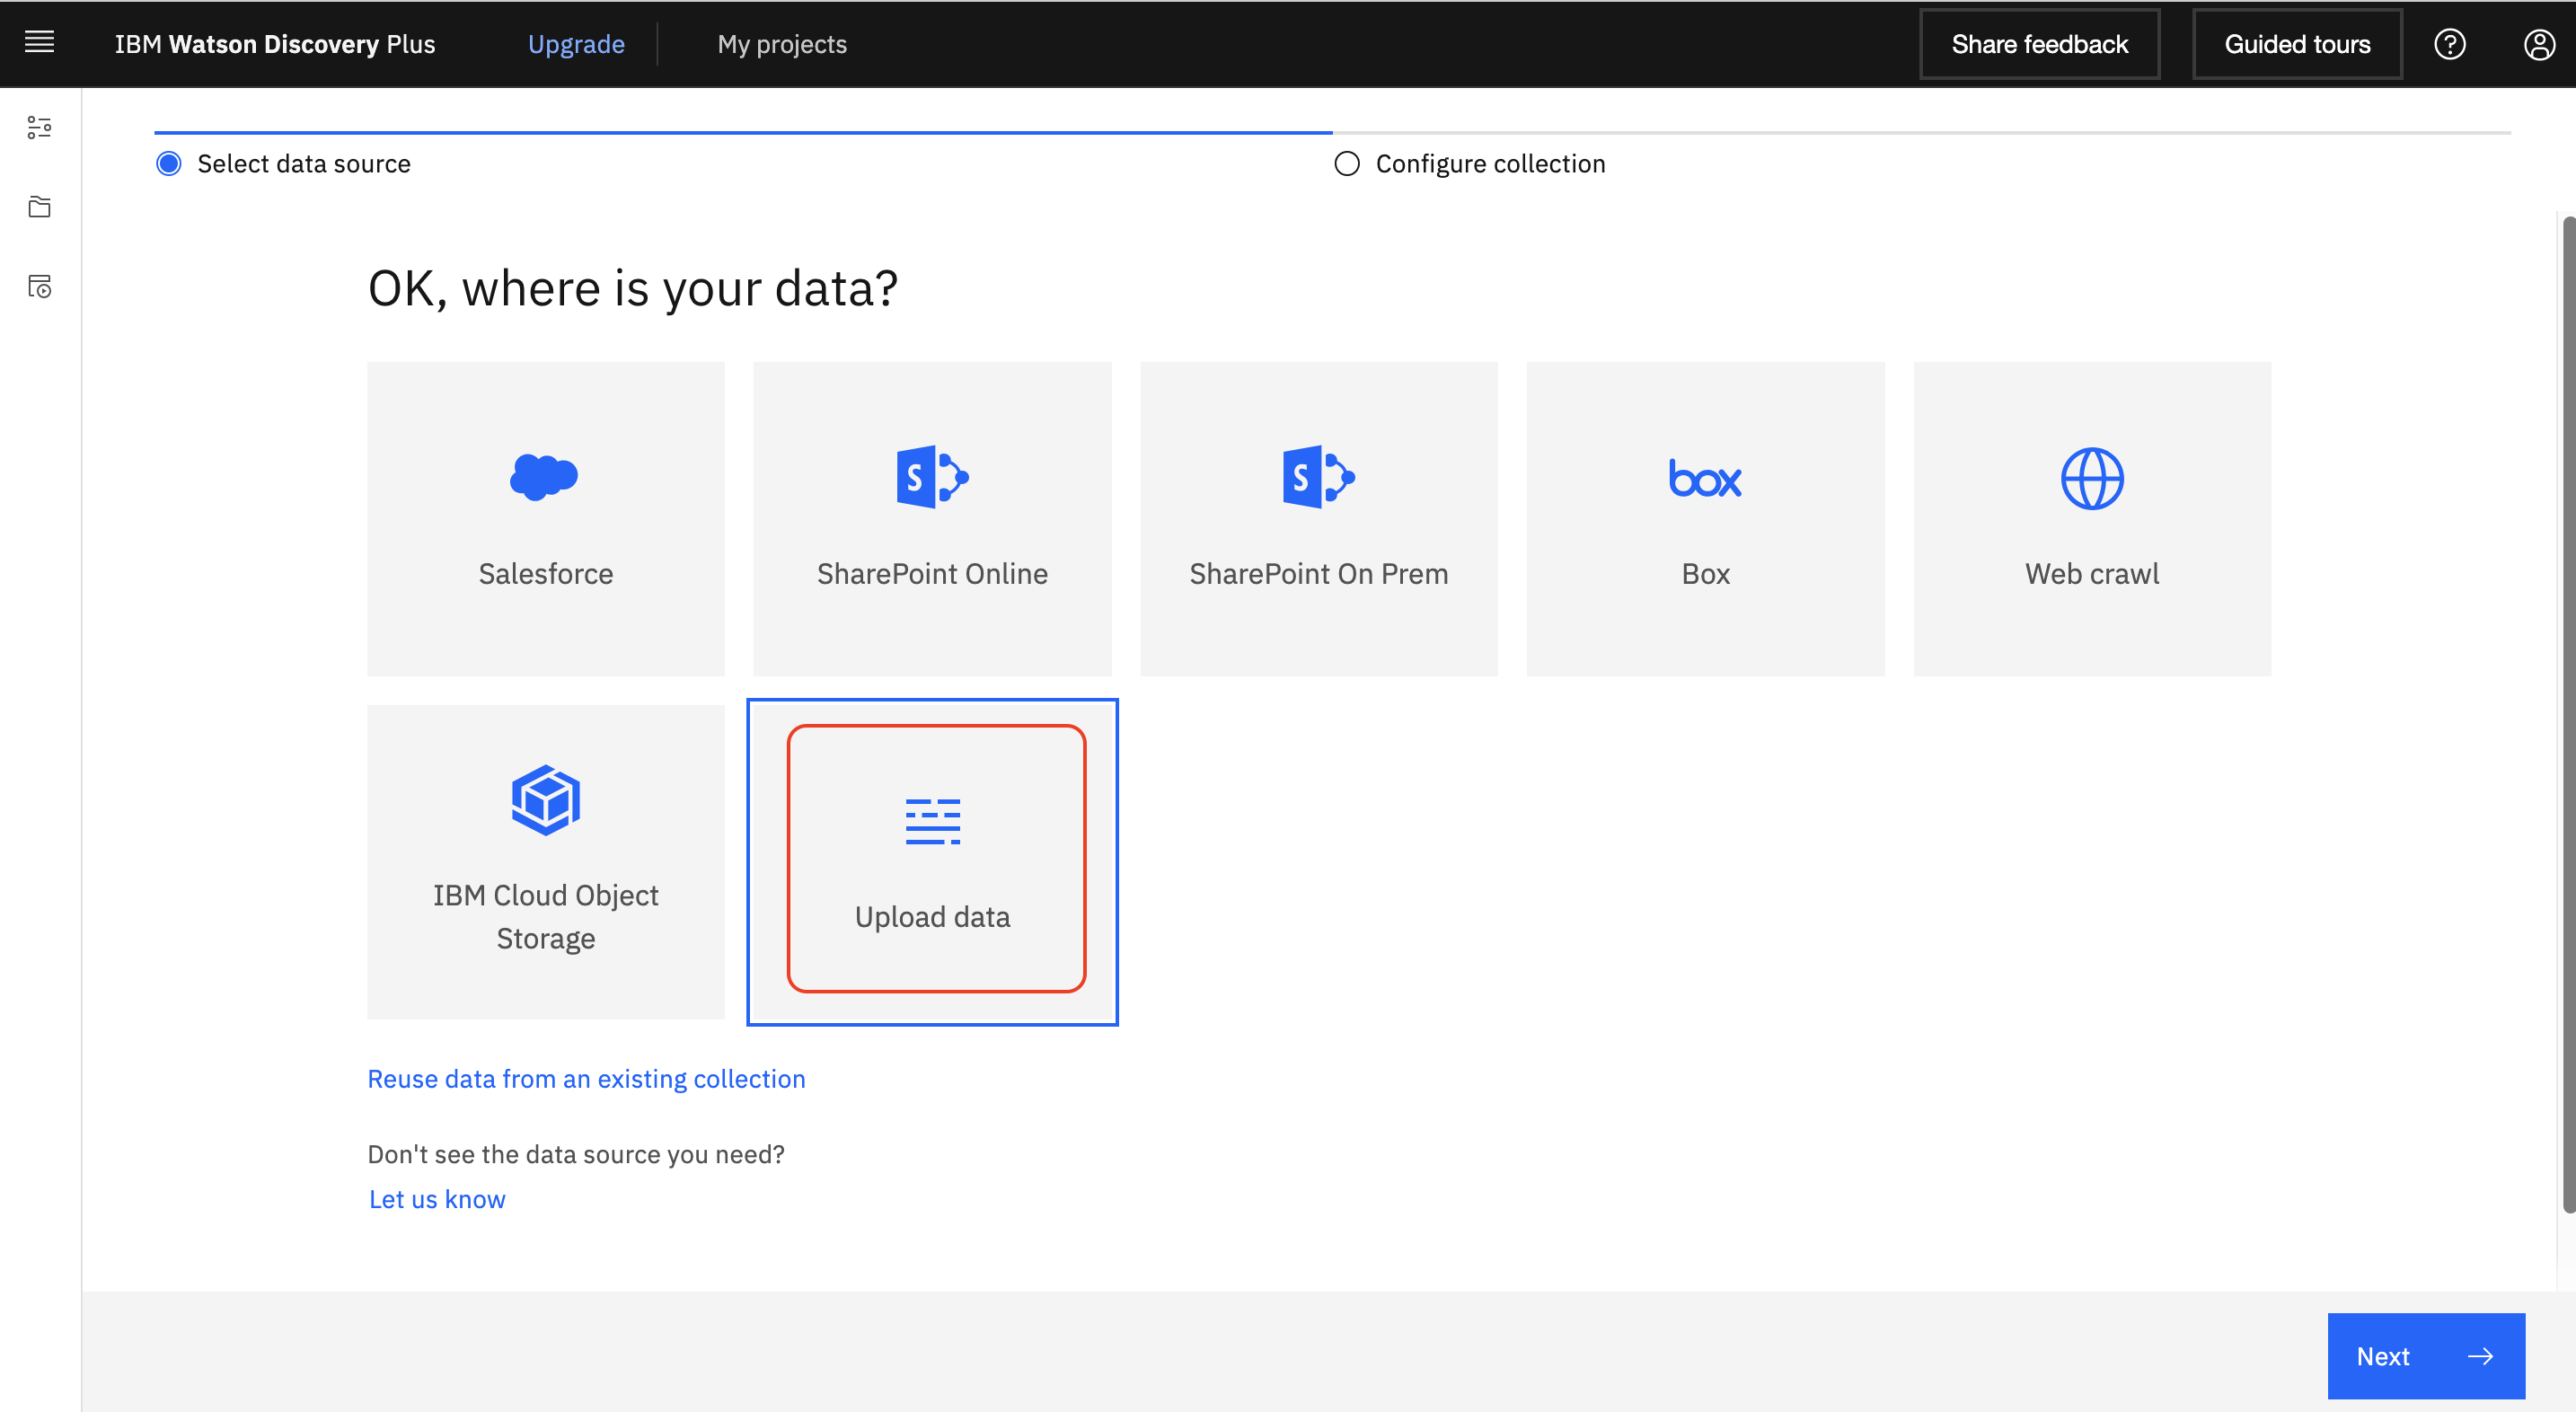 IBM Watson Discovery Plus
Upgrade
My projects
Share feedback
Guided tours
Select data source
Configure collection
OK, where is your data?
S
S
box
Salesforce
SharePoint Online
SharePoint On Prem
Box
Web crawl
IBM Cloud Object
Storage
Upload data
Reuse data from an existing collection
Don't see the data source you need?
Let us know
Next